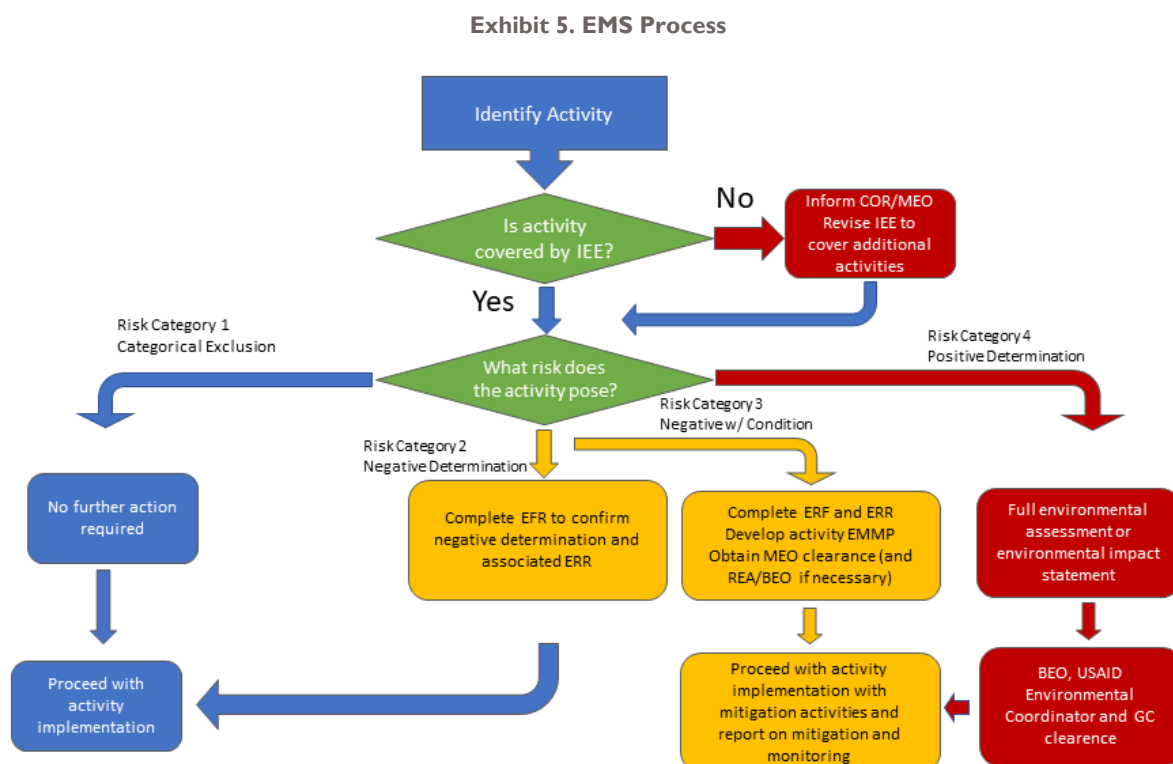 Exhibit 5. EMS Process
Identify Activity
Is activity
covered by IEE?
No
Inform COR/MEO
Revise IEE to
cover additional
activities
Yes
Risk Category 1
Categorical Exclusion
Risk Category 4
Positive Determination
What risk does
the activity pose?
Risk Category 3
Negative w/ Condition
Risk Category 2
Negative Determination
No further action
required
Complete EFR to confirm
negative determination and
associated ERR
Complete ERF and ERR
Develop activity EMMP
Obtain MEO clearance (and
REA/BEO if necessary)
Full environmental
assessment or
environmental impact
statement
Proceed with
activity
implementation
Proceed with activity
implementation with
mitigation activities and
report on mitigation and
monitoring
BEO, USAID
Environmental
Coordinator and GC
clearence